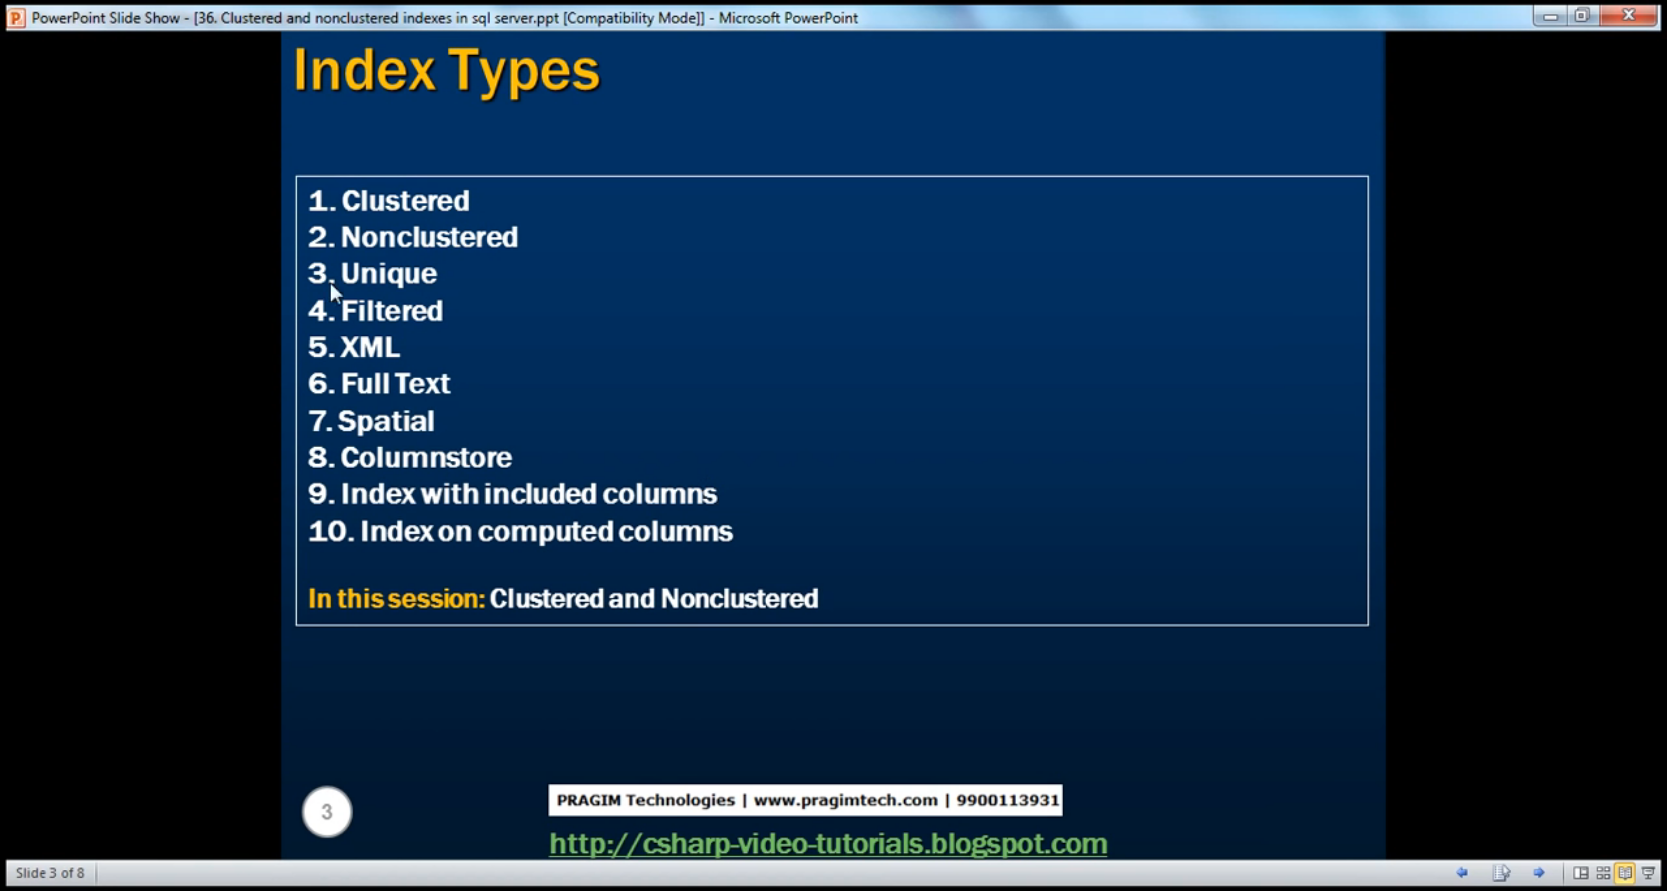 PowerPoint Slide Show - [36. Clustered and nonclustered indexes in sql server.ppt [Compatibility Mode]] - Microsoft PowerPoint
Index Types
1. Clustered
2. Nonclustered
3. Unique
4. Filtered
5. XML
6. Full Text
7. Spatial
8. Columnstore
9. Index with included columns
10. Index on computed columns
In this session: Clustered and Nonclustered
3
PRAGIM Technologies | www.pragimtech.com | 9900113931
http://csharp-video-tutorials.blogspot.com
Slide 3 of 8